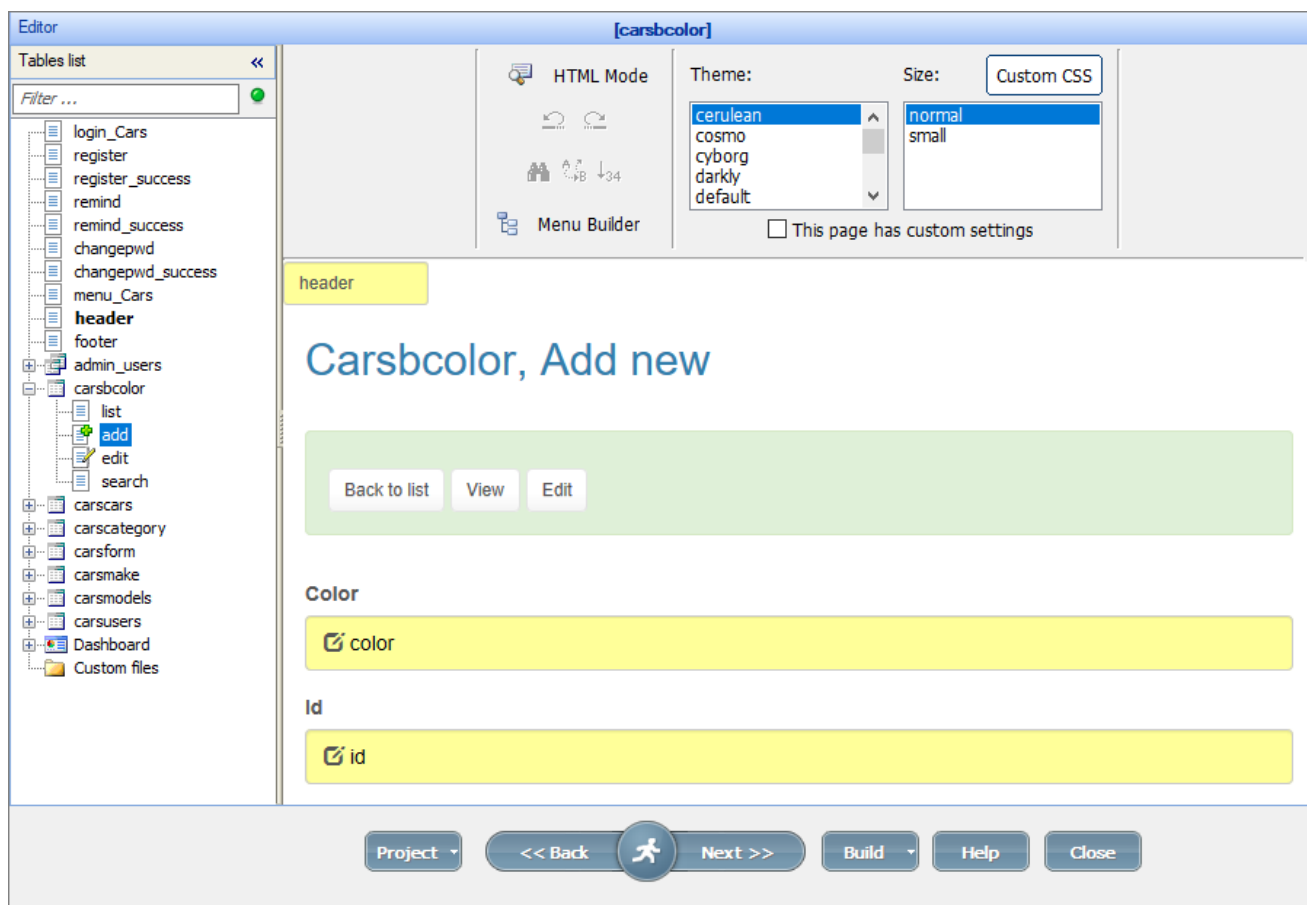 Editor
[carsbcolor]
Tables list
«
Filter ...
login_Cars
register
register_success
remind
remind_success
changepwd
changepwd_success
menu_Cars
header
footer
admin_users
carsbcolor
list
add
edit
search
carscars
carscategory
carsform
carsmake
carsmodels
carsusers
Dashboard
Custom files
HTML Mode
A B 34
Menu Builder
Theme:
cerulean
cosmo
cyborg
darkly
default
Size:
Custom CSS
normal
small
This page has custom settings
header
Carsbcolor, Add new
Back to list View Edit
Color
color
Id
id
Project << Back Next >> Build Help Close